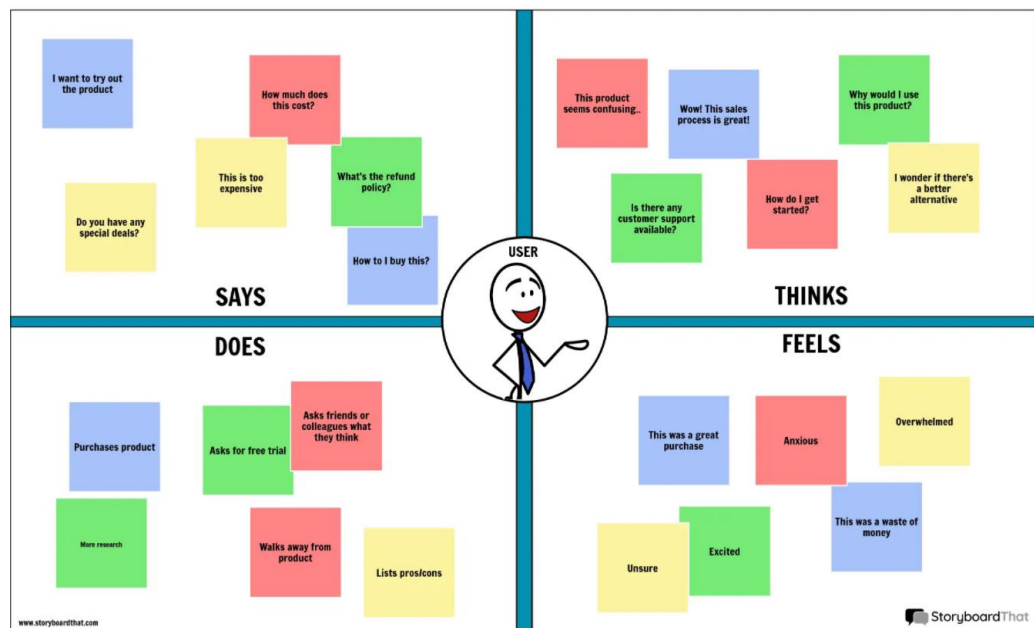 I want to try out
the product
How much does
this cost?
This is too
expensive
What's the refund
policy?
Do you have any
special deals?
How to I buy this?
SAYS
This product
seems confusing..
Wow! This sales
process is great!
Why would I use
this product?
Is there any
customer support
available?
How do I get
started?
I wonder if there's
a better
alternative
THINKS
USER
DOES
Purchases product
Asks for free trial
Asks friends or
colleagues what
they think
More research
Walks away from
product
Lists pros/cons
FEELS
This was a great
purchase
Anxious
Overwhelmed
Unsure
Excited
This was a waste of
money
www.storyboardthat.com
StoryboardThat